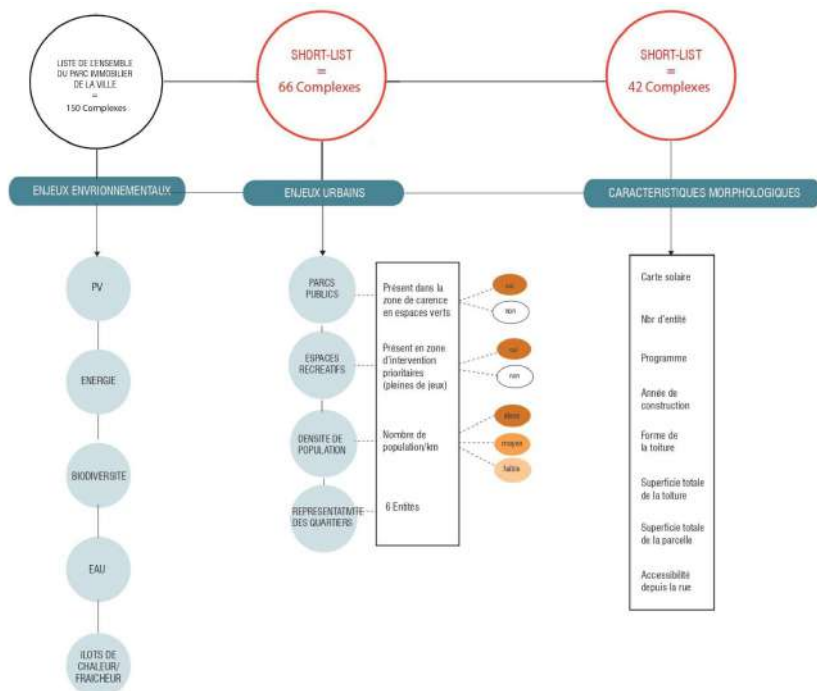 LISTE DE L'ENSEMBLE
DU PARC IMMOBILIER
DE LA VILLE
=
150 Complexes
SHORT-LIST
=
66 Complexes
SHORT-LIST
=
42 Complexes
ENJEUX ENVRIONNEMENTAUX
ENJEUX URBAINS
CARACTERISTIQUES MORPHOLOGIQUES
PV
ENERGIE
BIODIVERSITE
EAU
ILOTS DE
CHALEUR/
FRAICHEUR
PARCS
PUBLICS
ESPACES
RECREATIFS
DENSITE DE
POPULATION
REPRESENTATIVITE
DES QUARTIERS
Présent dans la
zone de carence
en espaces verts
oui
non
Présent en zone
d'intervention
prioritaires
(pleines de jeux)
oui
non
Nombre de
population/km
moyen
faible
6 Entités
Carte solaire
Nbr d'entité
Programme
Année de
construction
Forme de
la toiture
Superficie totale
de la toiture
Superficie totale
de la parcelle
Accessibilité
depuis la rue